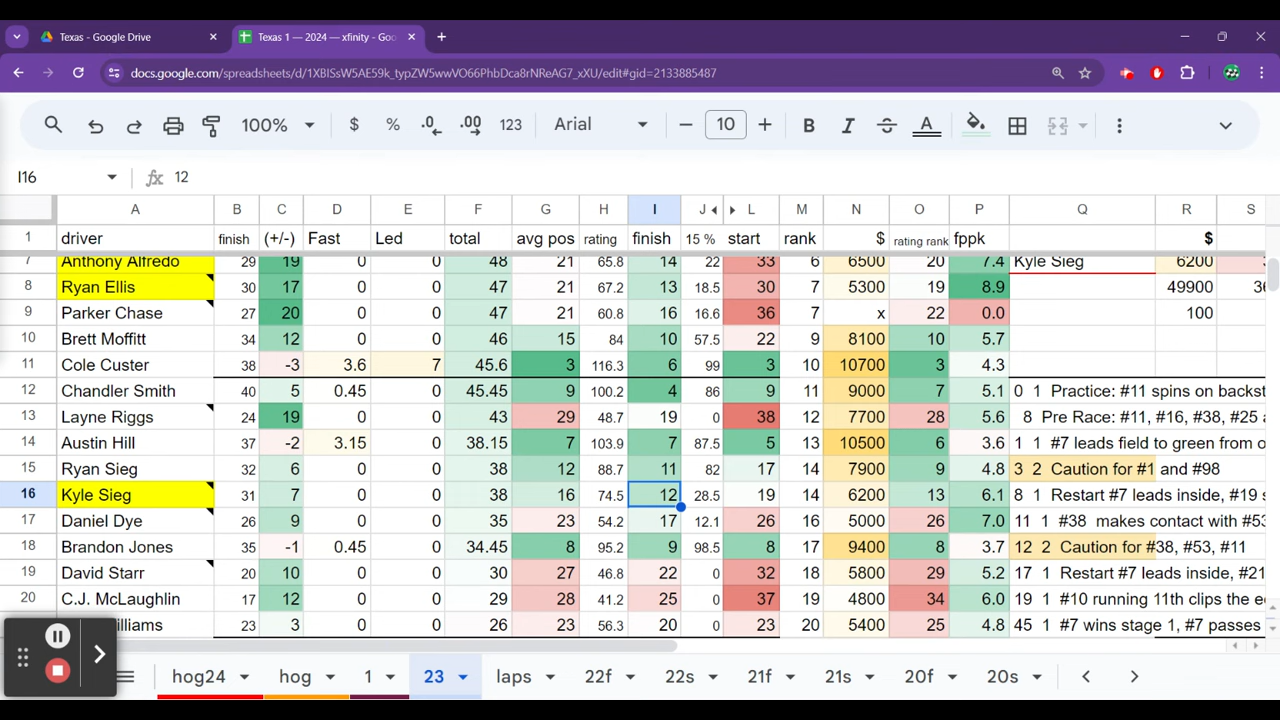 Texas - Google Drive
Texas 1 — 2024 — xfinity - Goo
docs.google.com/spreadsheets/d/1XBISsW5AE59k_typZW5wwVO66PhbDca8rNReAG7_xXU/edit#gid=2133885487
100% $ % .0 .00 123 Arial 10 B I S A
I16 fx 12
A B C D E F G H I J L M N O P Q R S
1 driver finish (+/-) Fast Led total avg pos rating finish 15 % start rank $ rating rank fppk $
7 Anthony Alfredo 29 19 0 0 48 21 65.8 14 22 33 6 6500 20 7.4 Kyle Sieg 6200
8 Ryan Ellis 30 17 0 0 47 21 67.2 13 18.5 30 7 5300 19 8.9 49900 36
9 Parker Chase 27 20 0 0 47 21 60.8 16 16.6 36 7 x 22 0.0 100
10 Brett Moffitt 34 12 0 0 46 15 84 10 57.5 22 9 8100 10 5.7
11 Cole Custer 38 -3 3.6 7 45.6 3 116.3 6 99 3 10 10700 3 4.3
12 Chandler Smith 40 5 0.45 0 45.45 9 100.2 4 86 9 11 9000 7 5.1 0 1 Practice: #11 spins on backst
13 Layne Riggs 24 19 0 0 43 29 48.7 19 0 38 12 7700 28 5.6 8 Pre Race: #11, #16, #38, #25 a
14 Austin Hill 37 -2 3.15 0 38.15 7 103.9 7 87.5 5 13 10500 6 3.6 1 1 #7 leads field to green from o
15 Ryan Sieg 32 6 0 0 38 12 88.7 11 82 17 14 7900 9 4.8 3 2 Caution for #1 and #98
16 Kyle Sieg 31 7 0 0 38 16 74.5 12 28.5 19 14 6200 13 6.1 8 1 Restart #7 leads inside, #19 s
17 Daniel Dye 26 9 0 0 35 23 54.2 17 12.1 26 16 5000 26 7.0 11 1 #38 makes contact with #53
18 Brandon Jones 35 -1 0.45 0 34.45 8 95.2 9 98.5 8 17 9400 8 3.7 12 2 Caution for #38, #53, #11
19 David Starr 20 10 0 0 30 27 46.8 22 0 32 18 5800 29 5.2 17 1 Restart #7 leads inside, #21
20 C.J. McLaughlin 17 12 0 0 29 28 41.2 25 0 37 19 4800 34 6.0 19 1 #10 running 11th clips the e
illiams 23 3 0 0 26 23 56.3 20 0 23 20 5400 25 4.8 45 1 #7 wins stage 1, #7 passes
hog24 hog 1 23 laps 22f 22s 21f 21s 20f 20s